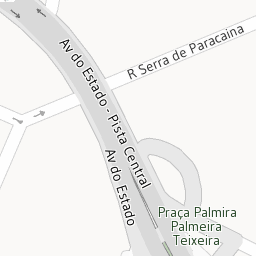 R Serra de Paracaina
Av do Estado - Pista Central
Av do Estado
Praça Palmira
Palmeira
Teixeira